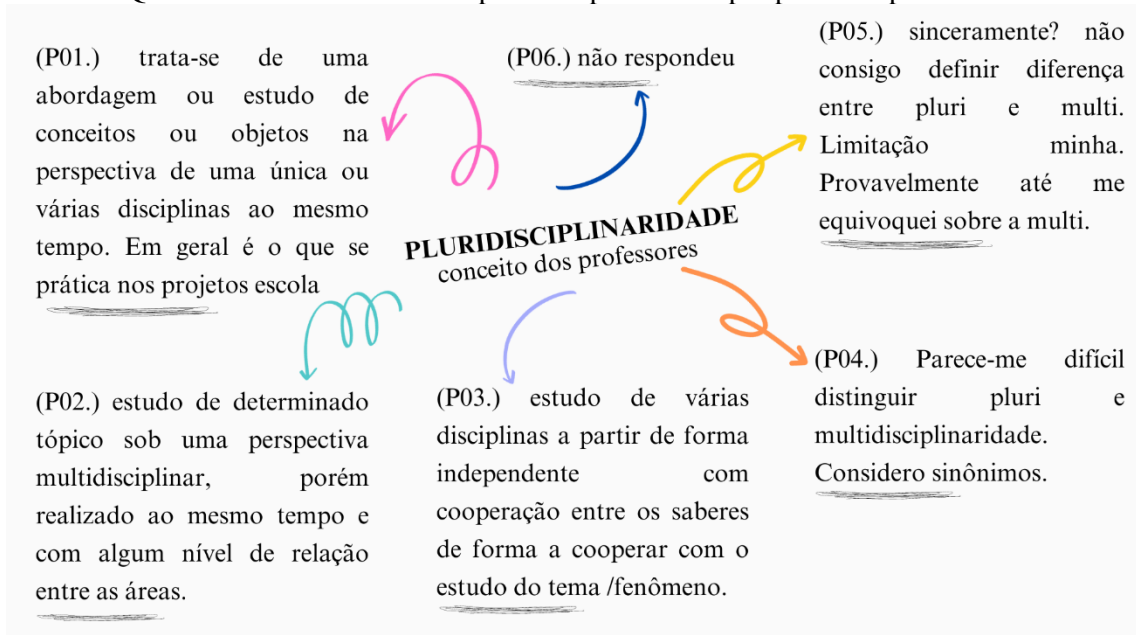 (P01.) trata-se de uma
abordagem ou estudo de
conceitos ou objetos na
perspectiva de uma única ou
várias disciplinas ao mesmo
tempo. Em geral é o que se
prática nos projetos escola
(P06.) não respondeu
(P05.) sinceramente? não
consigo definir diferença
entre pluri e multi.
Limitação minha.
Provavelmente até me
equivoquei sobre a multi.
PLURIDISCIPLINARIDADE
conceito dos professores
(P02.) estudo de determinado
tópico sob uma perspectiva
multidisciplinar, porém
realizado ao mesmo tempo e
com algum nível de relação
entre as áreas.
(P03.) estudo de várias
disciplinas a partir de forma
independente com
cooperação entre os saberes
de forma a cooperar com o
estudo do tema /fenômeno.
(P04.) Parece-me difícil
distinguir pluri e
multidisciplinaridade.
Considero sinônimos.